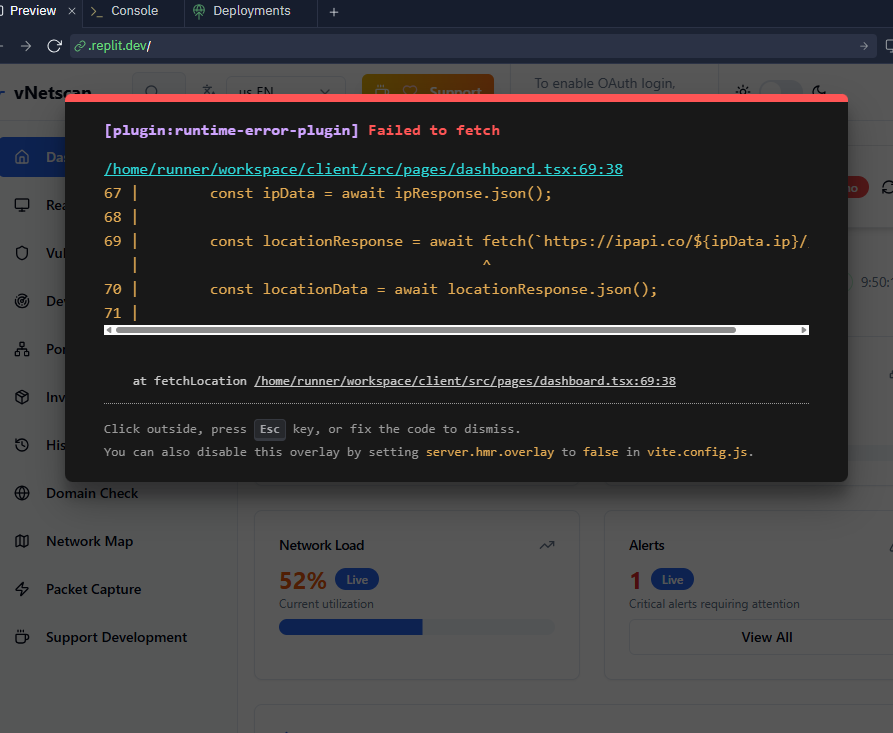 Preview × >_ Console Deployments +
.replit.dev/
vNetscan us EN Support To enable OAuth login,
[plugin:runtime-error-plugin] Failed to fetch
/home/runner/workspace/client/src/pages/dashboard.tsx:69:38
67 | const ipData = await ipResponse.json();
68 |
69 | const locationResponse = await fetch(`https://ipapi.co/${ipData.ip}/
| ^
70 | const locationData = await locationResponse.json();
71 |
at fetchLocation /home/runner/workspace/client/src/pages/dashboard.tsx:69:38
Click outside, press Esc key, or fix the code to dismiss.
You can also disable this overlay by setting server.hmr.overlay to false in vite.config.js.
Das
Rea
Vul
Dev
Por
Inv
His
no
9:50:
Domain Check
Network Map
Packet Capture
Support Development
Network Load
52% Live
Current utilization
Alerts
1 Live
Critical alerts requiring attention
View All